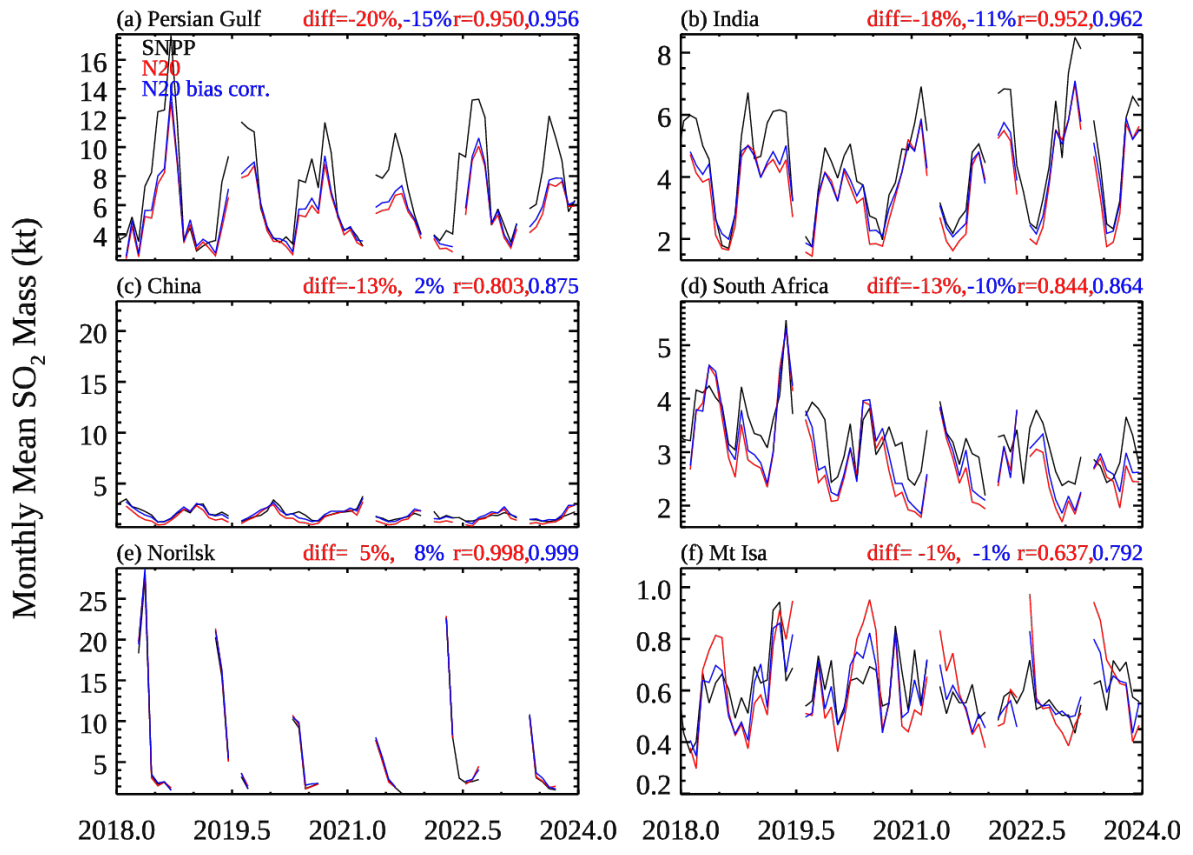 (a) Persian Gulf diff=-20%,-15% r=0.950,0.956
(b) India diff=-18%,-11% r=0.952,0.962
SNPP
N20
N20 bias corr.
16
14
12
10
8
6
4
8
6
4
2
(c) China diff=-13%, 2% r=0.803,0.875
(d) South Africa diff=-13%,-10% r=0.844,0.864
20
15
10
5
5
4
3
2
(e) Norilsk diff= 5%, 8% r=0.998,0.999
(f) Mt Isa diff= -1%, -1% r=0.637,0.792
25
20
15
10
5
1.0
0.8
0.6
0.4
0.2
2018.0 2019.5 2021.0 2022.5 2024.0
2018.0 2019.5 2021.0 2022.5 2024.0
Monthly Mean SO₂ Mass (kt)